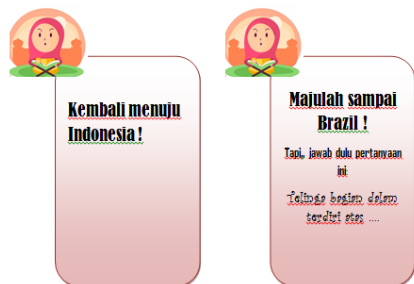 Kembali menuju
Indonesia !
Majulah sampai
Brazil !
Tapi, jawab dulu pertanyaan
ini
Telinga bagian dalam
terdiri atas ....